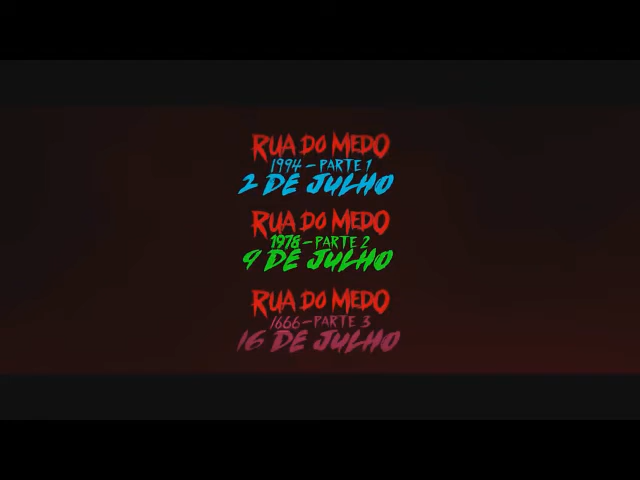 RUA DO MEDO
1994 – PARTE 1
2 DE JULHO
RUA DO MEDO
1978 – PARTE 2
9 DE JULHO
RUA DO MEDO
1666 – PARTE 3
16 DE JULHO